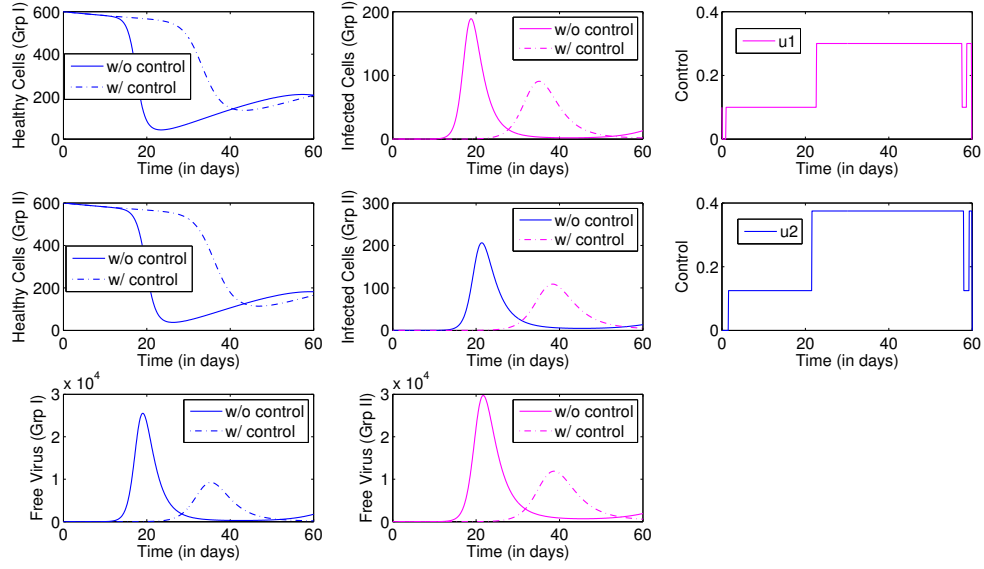 600
400
200
0
Healthy Cells (Grp I)
w/o control
w/ control
0 20 40 60
Time (in days)
200
100
0
Infected Cells (Grp I)
w/o control
w/ control
0 20 40 60
Time (in days)
0.4
0.2
0
Control
u1
0 20 40 60
Time (in days)
600
400
200
0
Healthy Cells (Grp II)
w/o control
w/ control
0 20 40 60
Time (in days)
300
200
100
0
Infected Cells (Grp II)
w/o control
w/ control
0 20 40 60
Time (in days)
0.4
0.2
0
Control
u2
0 20 40 60
Time (in days)
x 10^4
3
2
1
0
Free Virus (Grp I)
w/o control
w/ control
0 20 40 60
Time (in days)
x 10^4
3
2
1
0
Free Virus (Grp II)
w/o control
w/ control
0 20 40 60
Time (in days)